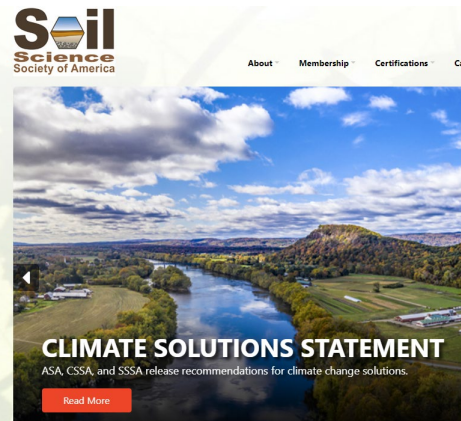 Soil
Science
Society of America
About
Membership
Certifications
CLIMATE SOLUTIONS STATEMENT
ASA, CSSA, and SSSA release recommendations for climate change solutions.
Read More